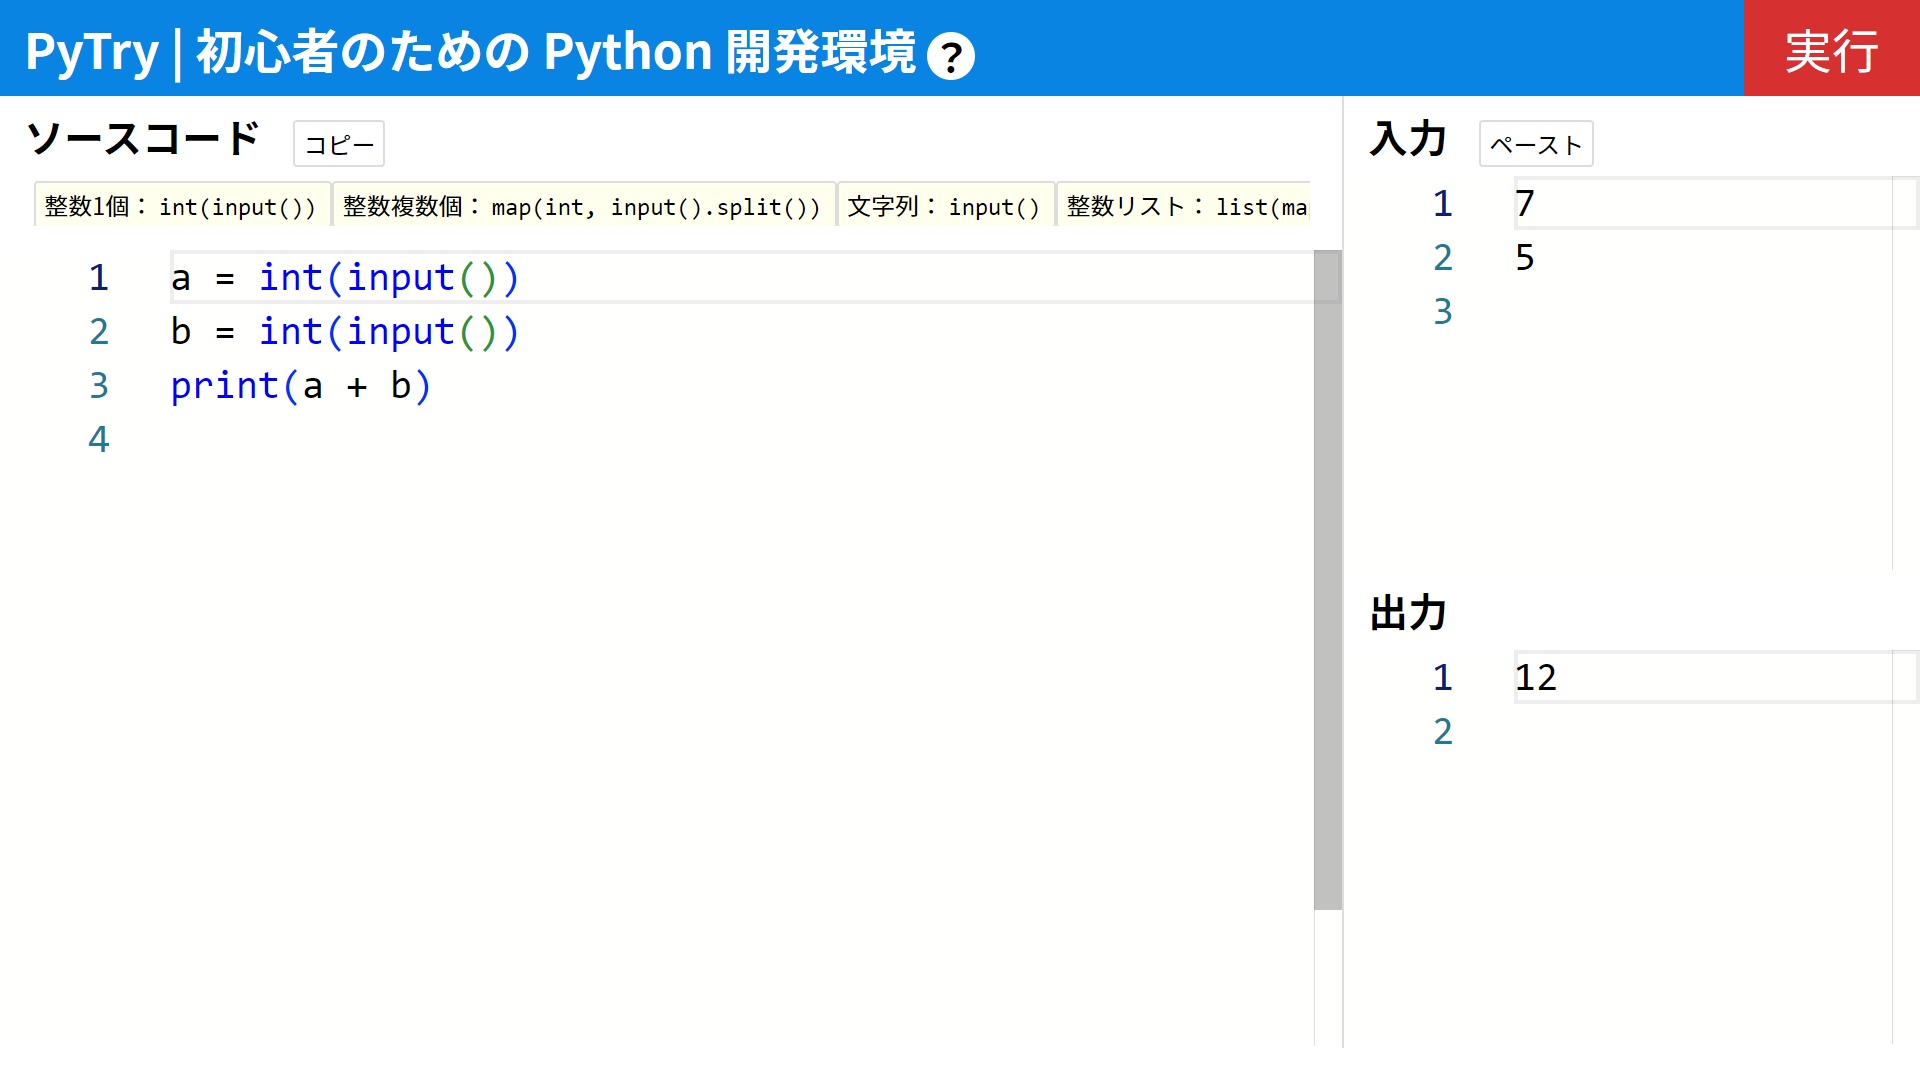 PyTry | 初心者のための Python 開発環境 ?
実行
ソースコード コピー
整数1個： int(input()) 整数複数個： map(int, input().split()) 文字列： input() 整数リスト： list(ma
1 a = int(input())
2 b = int(input())
3 print(a + b)
4
入力 ペースト
1 7
2 5
3
出力
1 12
2